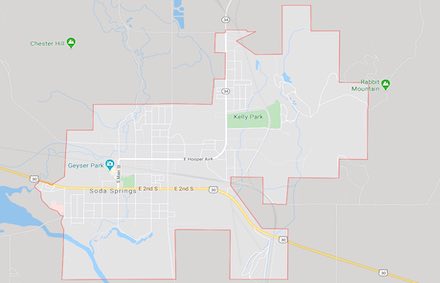 34
Chester Hill
34
Rabbit
Mountain
Kelly Park
E Hooper Ave
Geyser Park
S Main St
30
E 2nd S
E 2nd S
30
Soda Springs
30
30